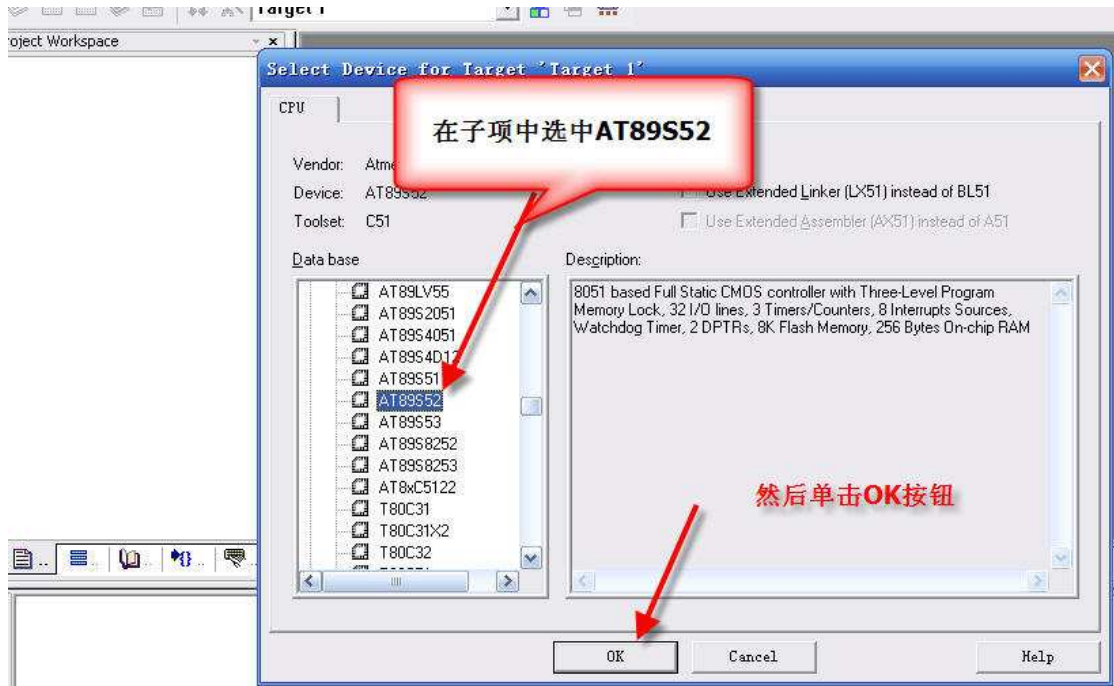 Target 1
roject Workspace
Select Device for Target 'Target 1'
CPU
在子项中选中AT89S52
Vendor: Atme
Device: AT89S52
Toolset: C51
Use Extended Linker (LX51) instead of BL51
Use Extended Assembler (AX51) instead of A51
Data base
Description:
AT89LV55
AT89S2051
AT89S4051
AT89S4D12
AT89S51
AT89S52
AT89S53
AT89S8252
AT89S8253
AT8xC5122
T80C31
T80C31X2
T80C32
8051 based Full Static CMOS controller with Three-Level Program
Memory Lock, 32 I/O lines, 3 Timers/Counters, 8 Interrupts Sources,
Watchdog Timer, 2 DPTRs, 8K Flash Memory, 256 Bytes On-chip RAM
然后单击OK按钮
OK
Cancel
Help